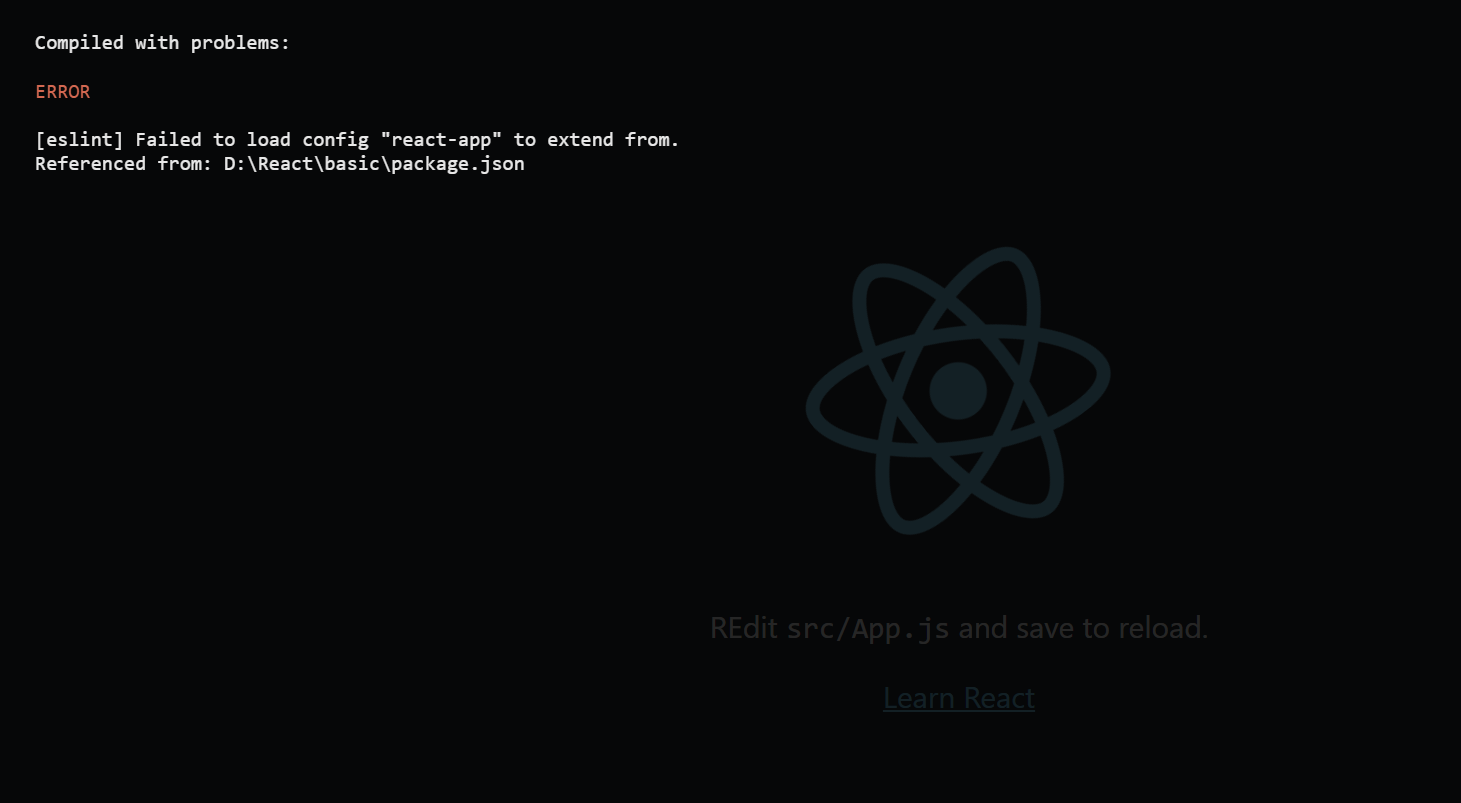 Compiled with problems:
ERROR
[eslint] Failed to load config "react-app" to extend from.
Referenced from: D:\React\basic\package.json
REdit src/App.js and save to reload.
Learn React